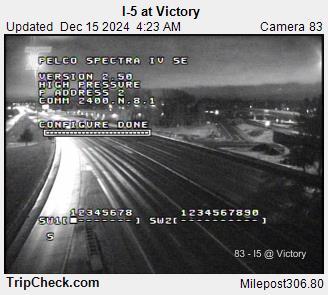 I-5 at Victory
Updated Dec 15 2024 4:23 AM Camera 83
PELCO SPECTRA IV SE
VERSION 2.50
HIGH PRESSURE
P ADDRESS 2
COMM 2400.N.8.1
CONFIGURE DONE
12345678 1234567890
SW1[■-------] SW2[----------]
S
83 - I5 @ Victory
TripCheck.com Milepost306.80